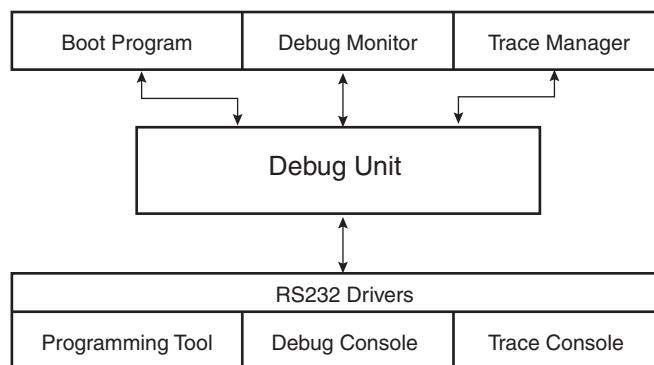 Boot Program
Debug Monitor
Trace Manager
Debug Unit
RS232 Drivers
Programming Tool
Debug Console
Trace Console